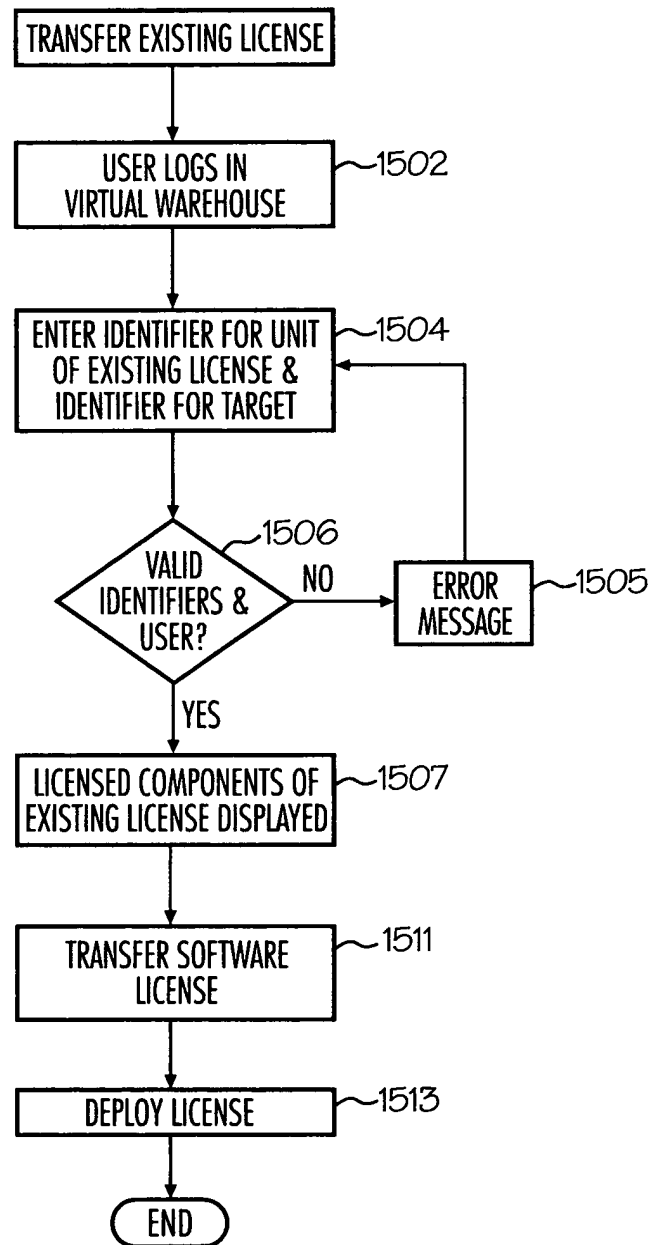 TRANSFER EXISTING LICENSE
USER LOGS IN
VIRTUAL WAREHOUSE
1502
ENTER IDENTIFIER FOR UNIT
OF EXISTING LICENSE &
IDENTIFIER FOR TARGET
1504
VALID
IDENTIFIERS &
USER?
1506
NO
ERROR
MESSAGE
1505
YES
LICENSED COMPONENTS OF
EXISTING LICENSE DISPLAYED
1507
TRANSFER SOFTWARE
LICENSE
1511
DEPLOY LICENSE
1513
END